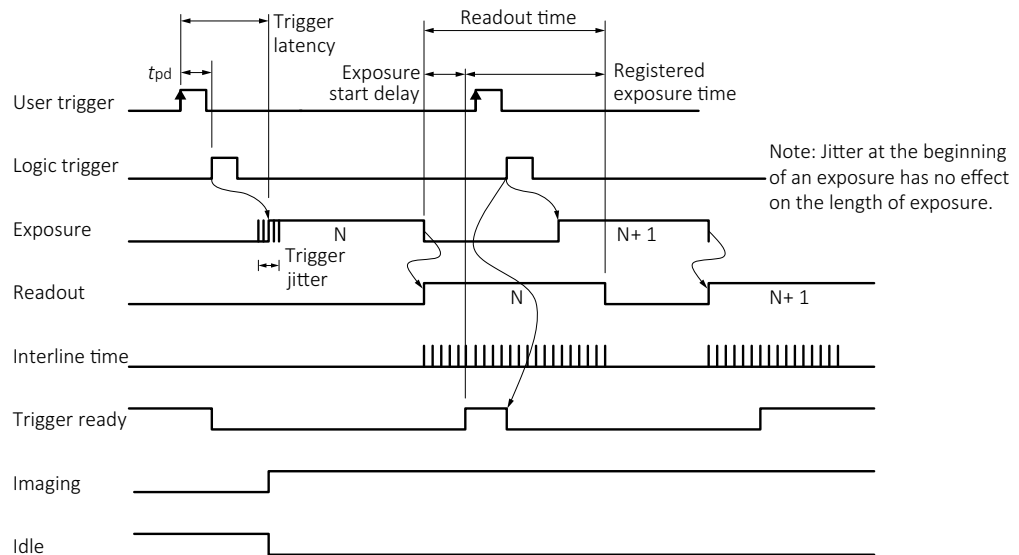 Trigger
latency
Readout time
tpd
Exposure
start delay
Registered
exposure time
User trigger
Logic trigger
Note: Jitter at the beginning
of an exposure has no effect
on the length of exposure.
Exposure
N
N+ 1
Trigger
jitter
Readout
N
N+ 1
Interline time
Trigger ready
Imaging
Idle